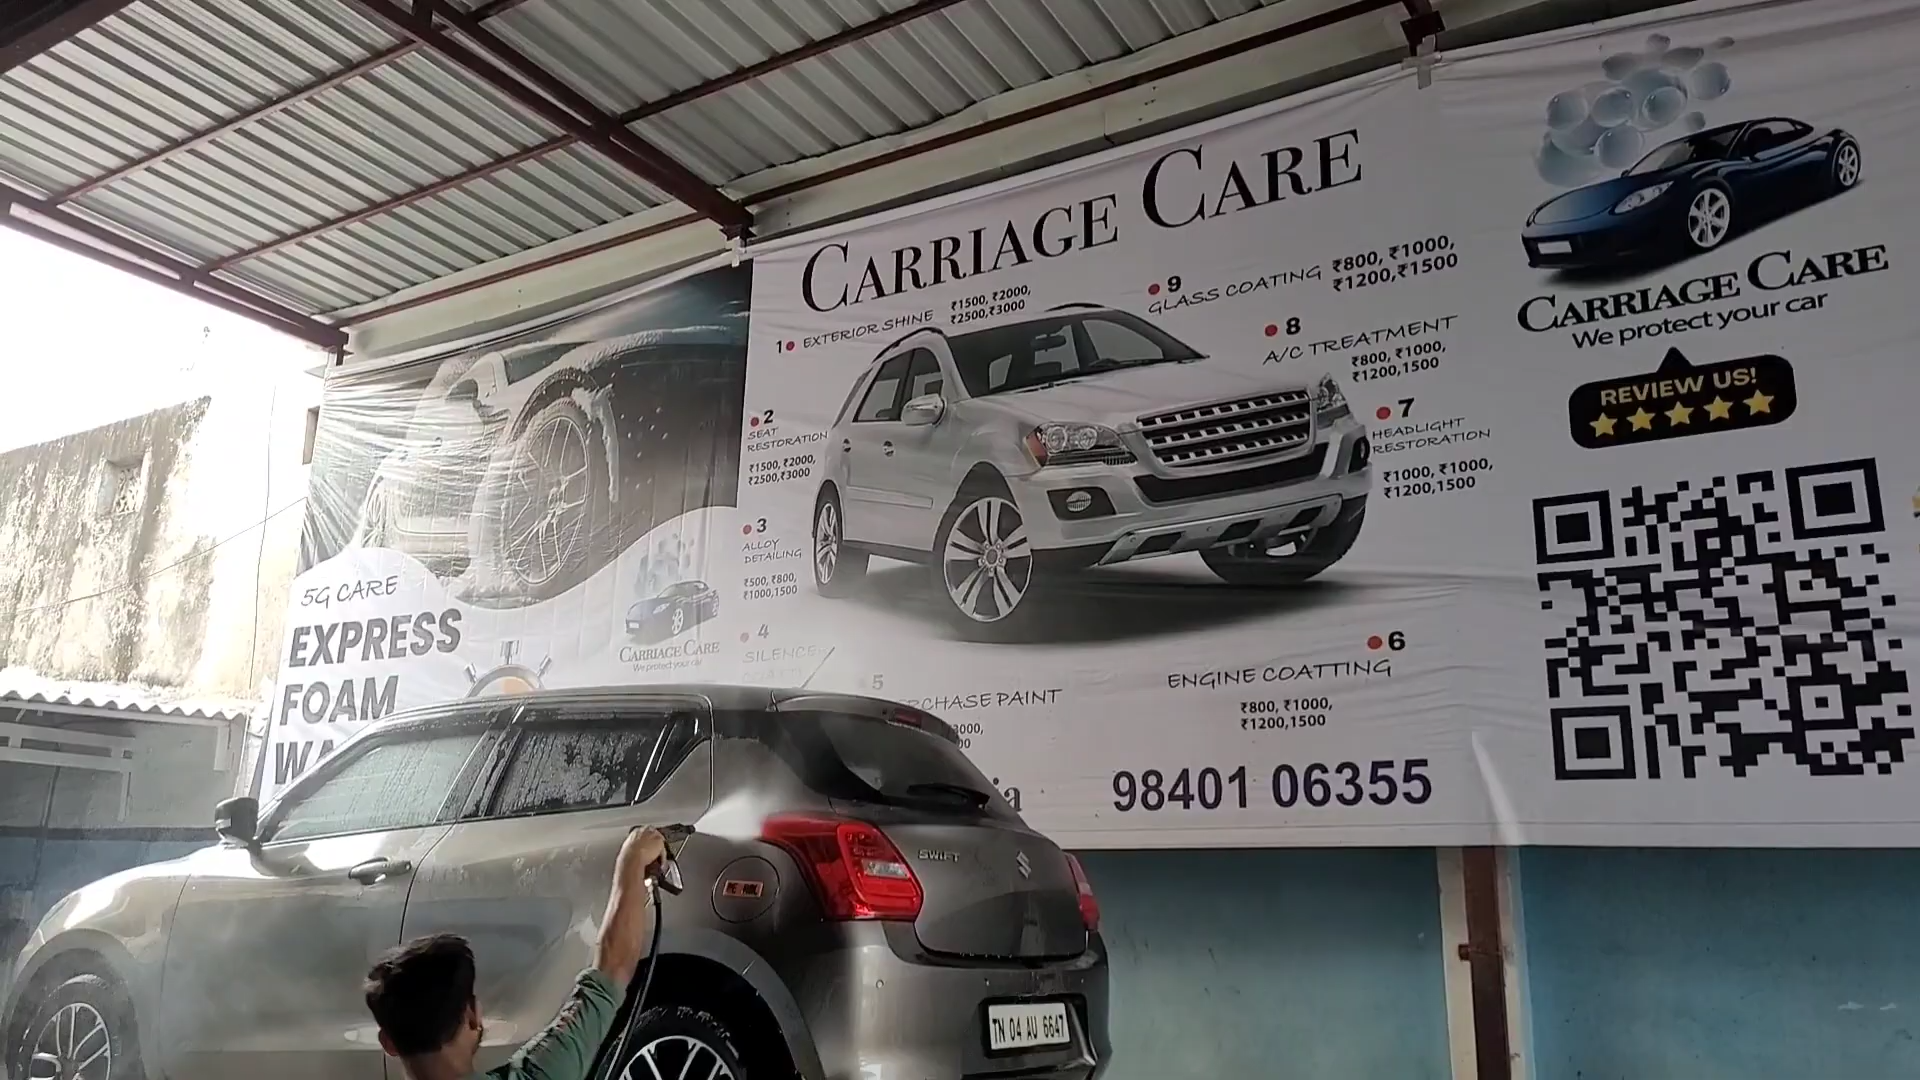 CARRIAGE CARE
1 EXTERIOR SHINE
₹1500, ₹2000,
₹2500,₹3000
2
SEAT
RESTORATION
₹1500, ₹2000,
₹2500,₹3000
3
ALLOY
DETAILING
₹500, ₹800,
₹1000,1500
4
SILENCE
5
RCHASE PAINT
3000,
6
ENGINE COATTING
₹800, ₹1000,
₹1200,1500
7
HEADLIGHT
RESTORATION
₹1000, ₹1000,
₹1200,1500
8
A/C TREATMENT
₹800, ₹1000,
₹1200,1500
9
GLASS COATING
₹800, ₹1000,
₹1200,₹1500
98401 06355
CARRIAGE CARE
We protect your car
REVIEW US!
5G CARE
EXPRESS
FOAM
WA
CARRIAGE CARE
We protect your car
SWIFT
TN 04 AU 6647